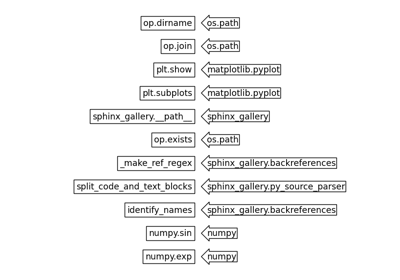 op.dirname os.path
op.join os.path
plt.show matplotlib.pyplot
plt.subplots matplotlib.pyplot
sphinx_gallery.__path__ sphinx_gallery
op.exists os.path
_make_ref_regex sphinx_gallery.backreferences
split_code_and_text_blocks sphinx_gallery.py_source_parser
identify_names sphinx_gallery.backreferences
numpy.sin numpy
numpy.exp numpy